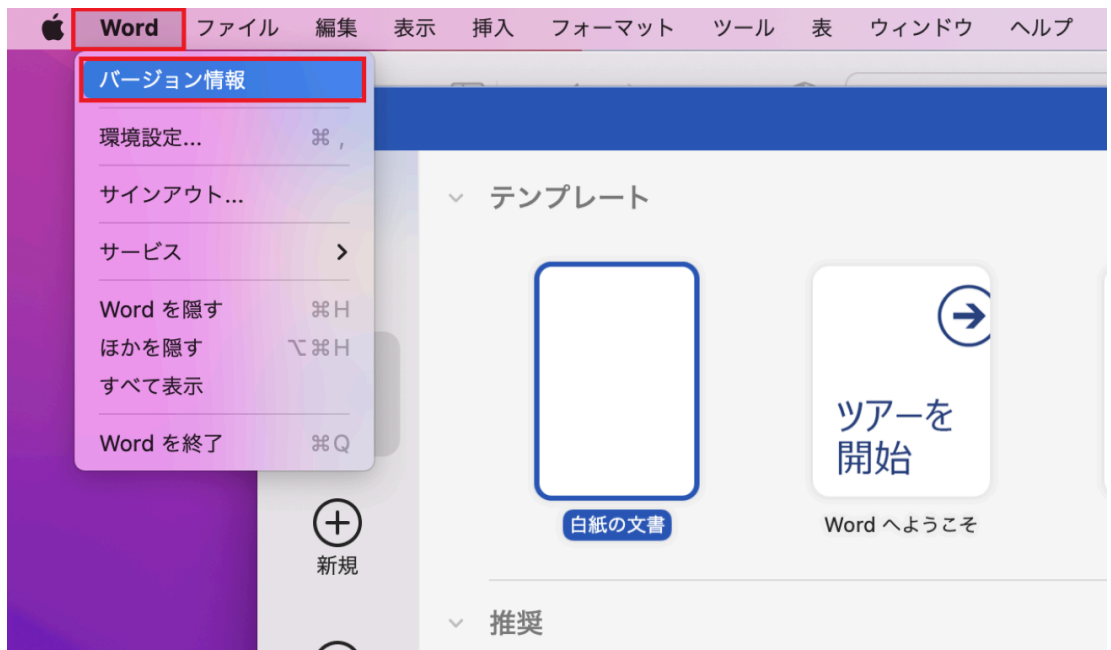 Word ファイル 編集 表示 挿入 フォーマット ツール 表 ウィンドウ ヘルプ
バージョン情報
環境設定... ⌘ ,
サインアウト...
サービス
Word を隠す ⌘H
ほかを隠す ⌥⌘H
すべて表示
Word を終了 ⌘Q
新規
テンプレート
ツアーを
開始
白紙の文書
Word へようこそ
推奨